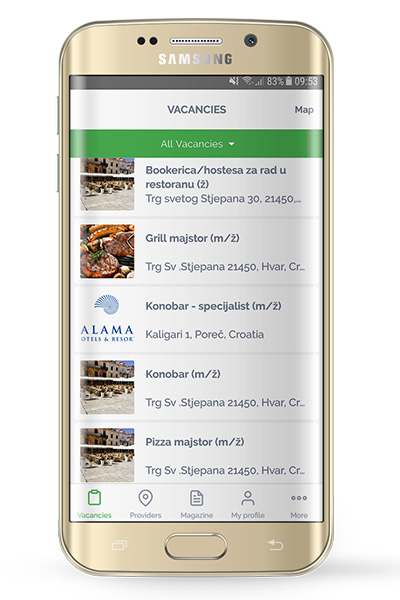 SAMSUNG
83% 09:53
VACANCIES
Map
All Vacancies
Bookerica/hostesa za rad u
restoranu (ž)
Trg svetog Stjepana 30, 21450,...
Grill majstor (m/ž)
Trg Sv .Stjepana 21450, Hvar, Cr...
ALAMA
OTELS & RESOR
Konobar - specijalist (m/ž)
Kaligari 1, Poreč, Croatia
Konobar (m/ž)
Trg Sv .Stjepana 21450, Hvar, Cr...
Pizza majstor (m/ž)
Trg Sv .Stjepana 21450, Hvar, Cr...
Vacancies Providers Magazine My profile More